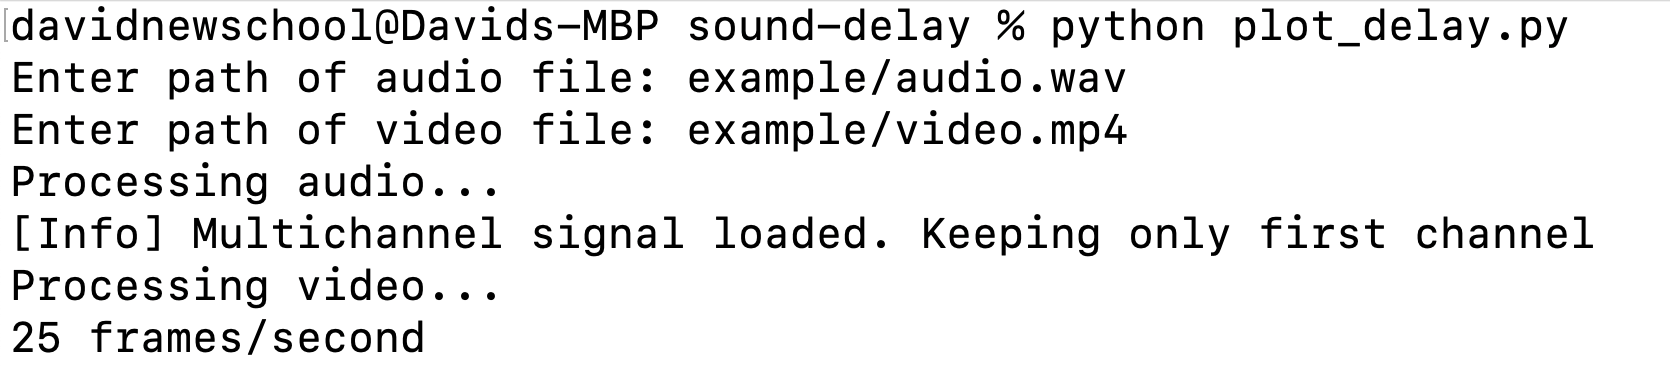 [davidnewschool@Davids-MBP sound-delay % python plot_delay.py
Enter path of audio file: example/audio.wav
Enter path of video file: example/video.mp4
Processing audio...
[Info] Multichannel signal loaded. Keeping only first channel
Processing video...
25 frames/second